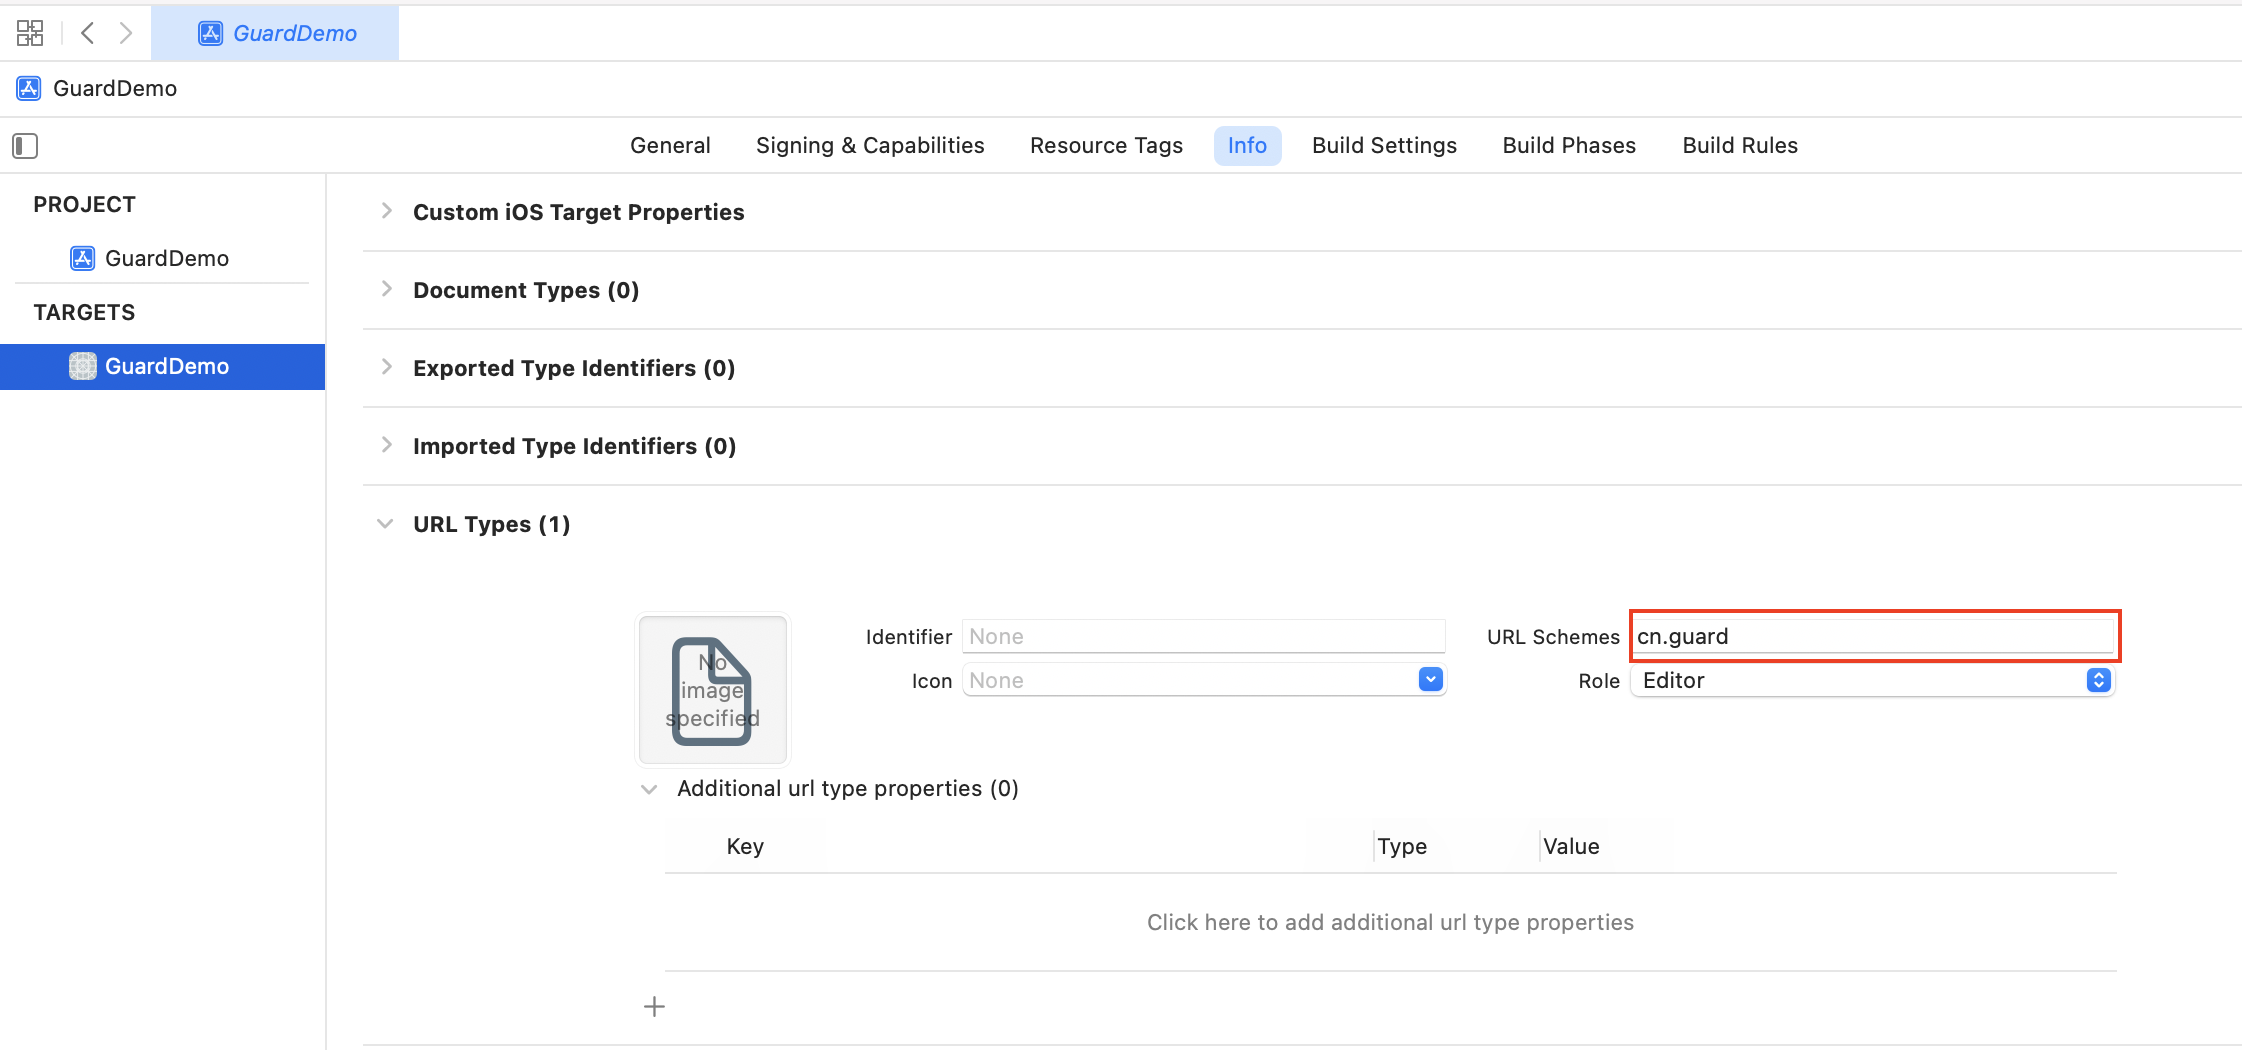 GuardDemo
GuardDemo
General Signing & Capabilities Resource Tags Info Build Settings Build Phases Build Rules
PROJECT
GuardDemo
TARGETS
GuardDemo
Custom iOS Target Properties
Document Types (0)
Exported Type Identifiers (0)
Imported Type Identifiers (0)
URL Types (1)
No
image
specified
Identifier None
URL Schemes cn.guard
Icon None
Role Editor
Additional url type properties (0)
Key Type Value
Click here to add additional url type properties